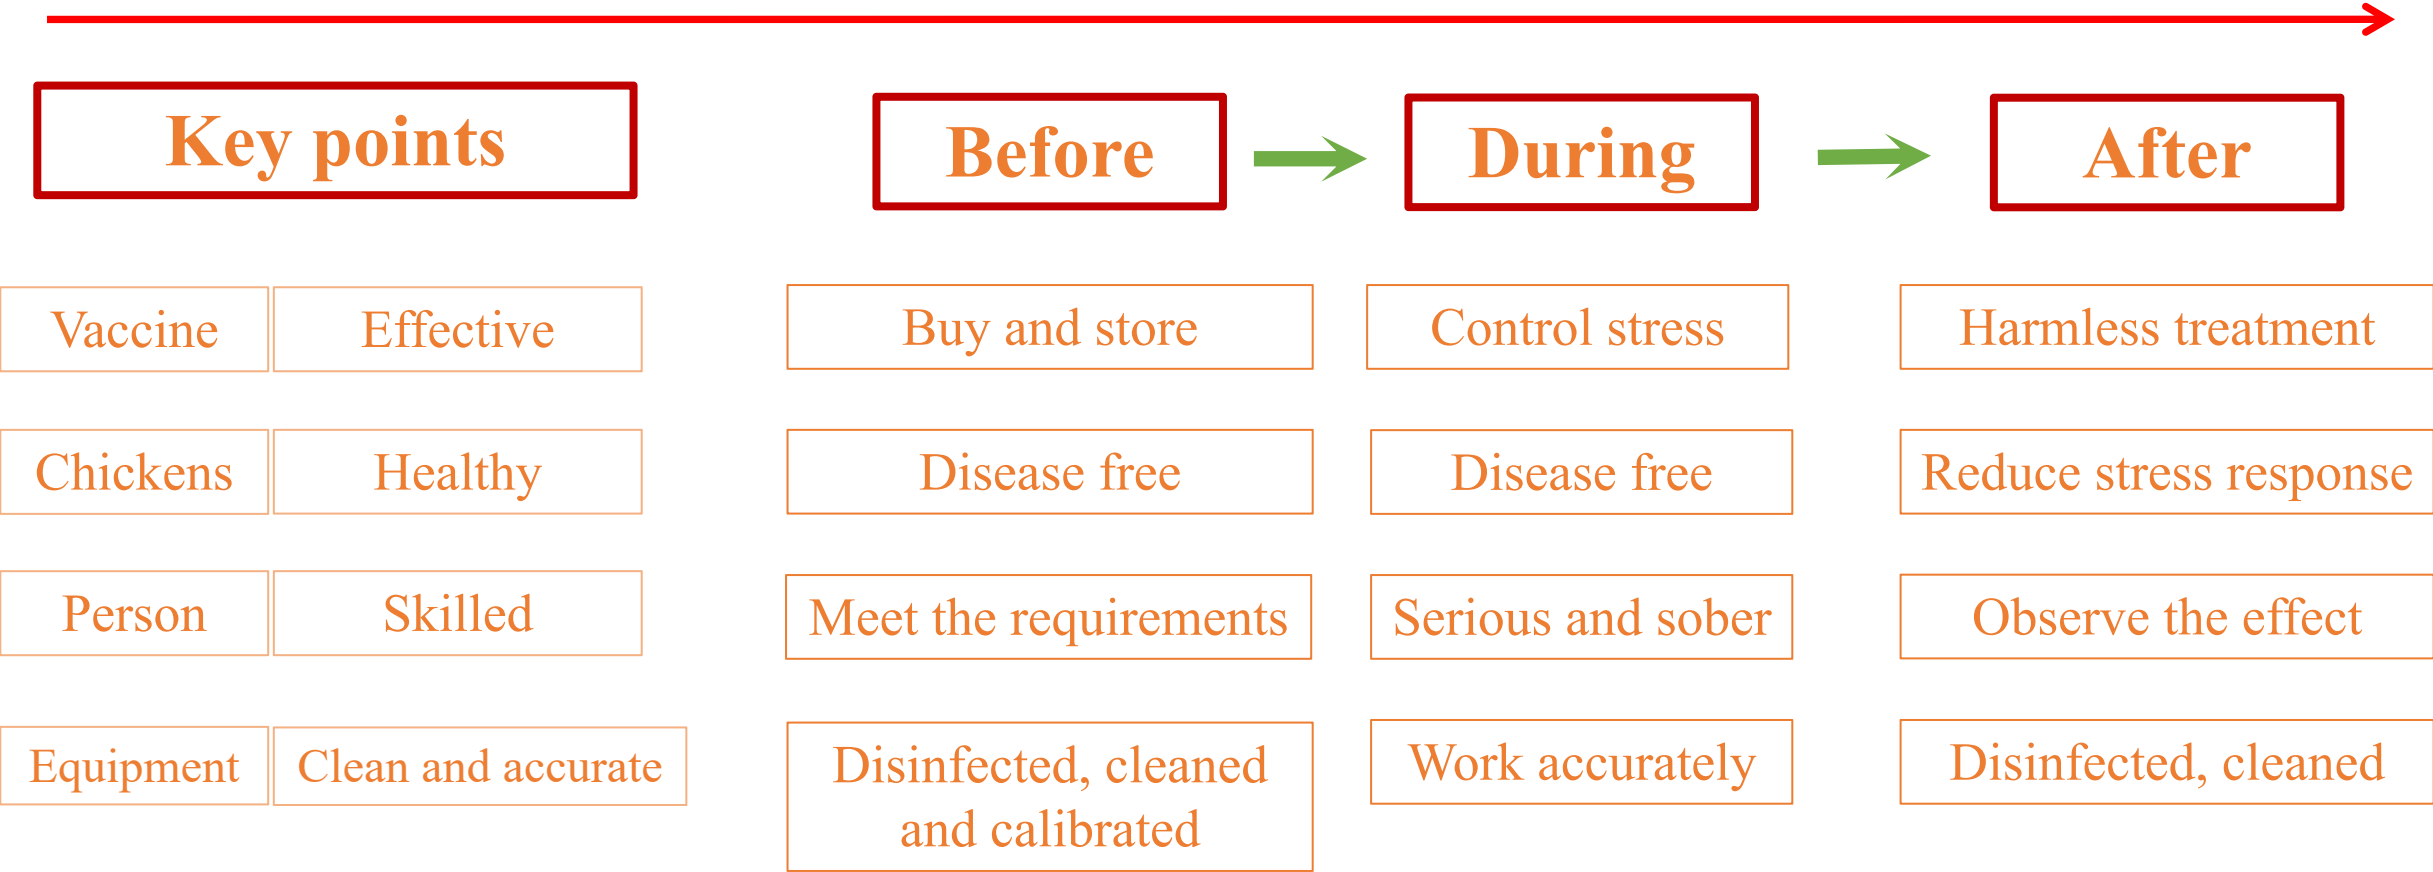 Key points
Before
During
After
Vaccine
Effective
Buy and store
Control stress
Harmless treatment
Chickens
Healthy
Disease free
Disease free
Reduce stress response
Person
Skilled
Meet the requirements
Serious and sober
Observe the effect
Equipment
Clean and accurate
Disinfected, cleaned
and calibrated
Work accurately
Disinfected, cleaned